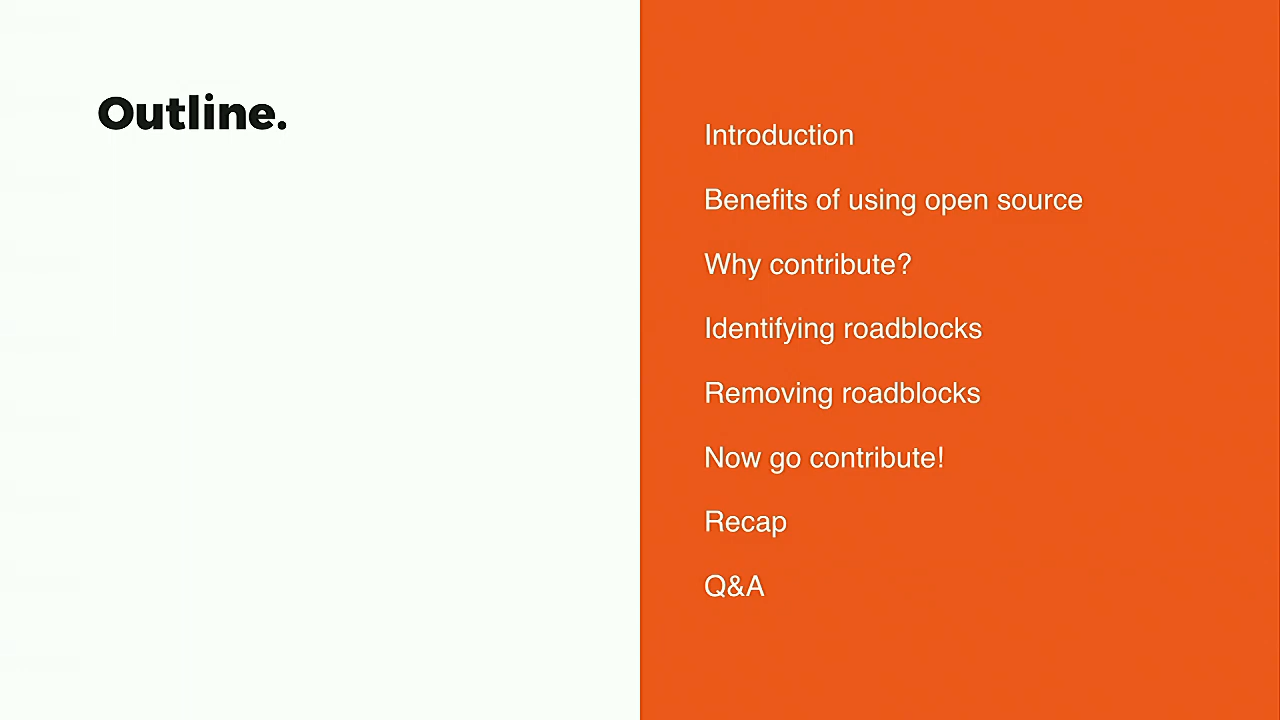 Outline.
Introduction
Benefits of using open source
Why contribute?
Identifying roadblocks
Removing roadblocks
Now go contribute!
Recap
Q&A